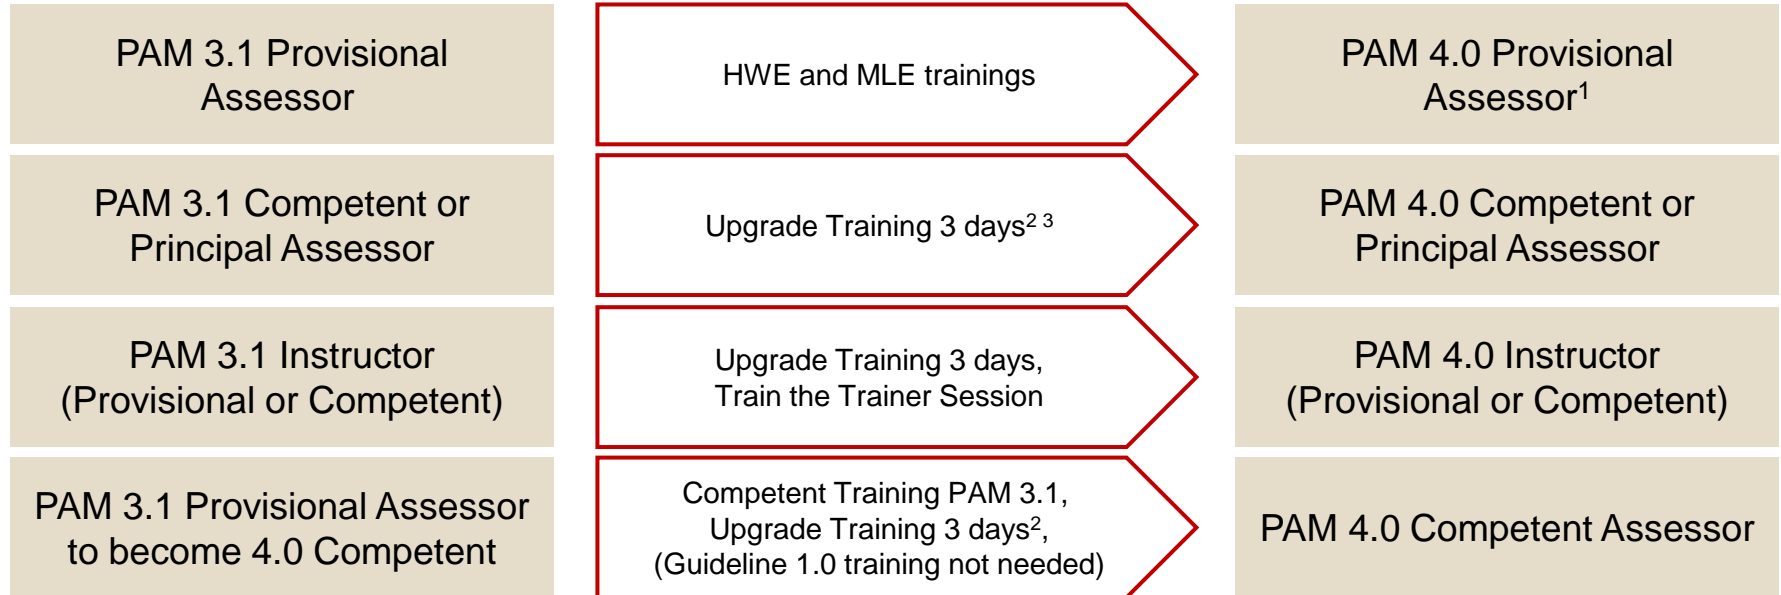 PAM 3.1 Provisional
Assessor
HWE and MLE trainings
PAM 4.0 Provisional
Assessor¹
PAM 3.1 Competent or
Principal Assessor
Upgrade Training 3 days² ³
PAM 4.0 Competent or
Principal Assessor
PAM 3.1 Instructor
(Provisional or Competent)
Upgrade Training 3 days,
Train the Trainer Session
PAM 4.0 Instructor
(Provisional or Competent)
PAM 3.1 Provisional Assessor
to become 4.0 Competent
Competent Training PAM 3.1,
Upgrade Training 3 days²,
(Guideline 1.0 training not needed)
PAM 4.0 Competent Assessor